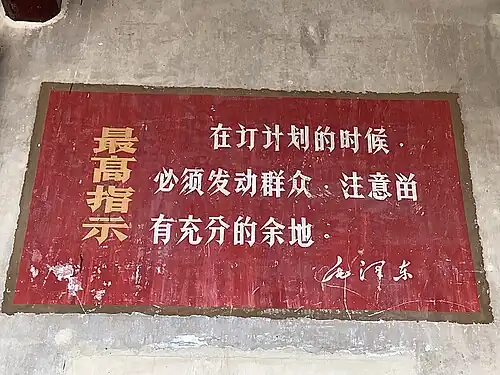 最高指示
在订计划的时候，
必须发动群众，注意畄
有充分的余地。
毛泽东